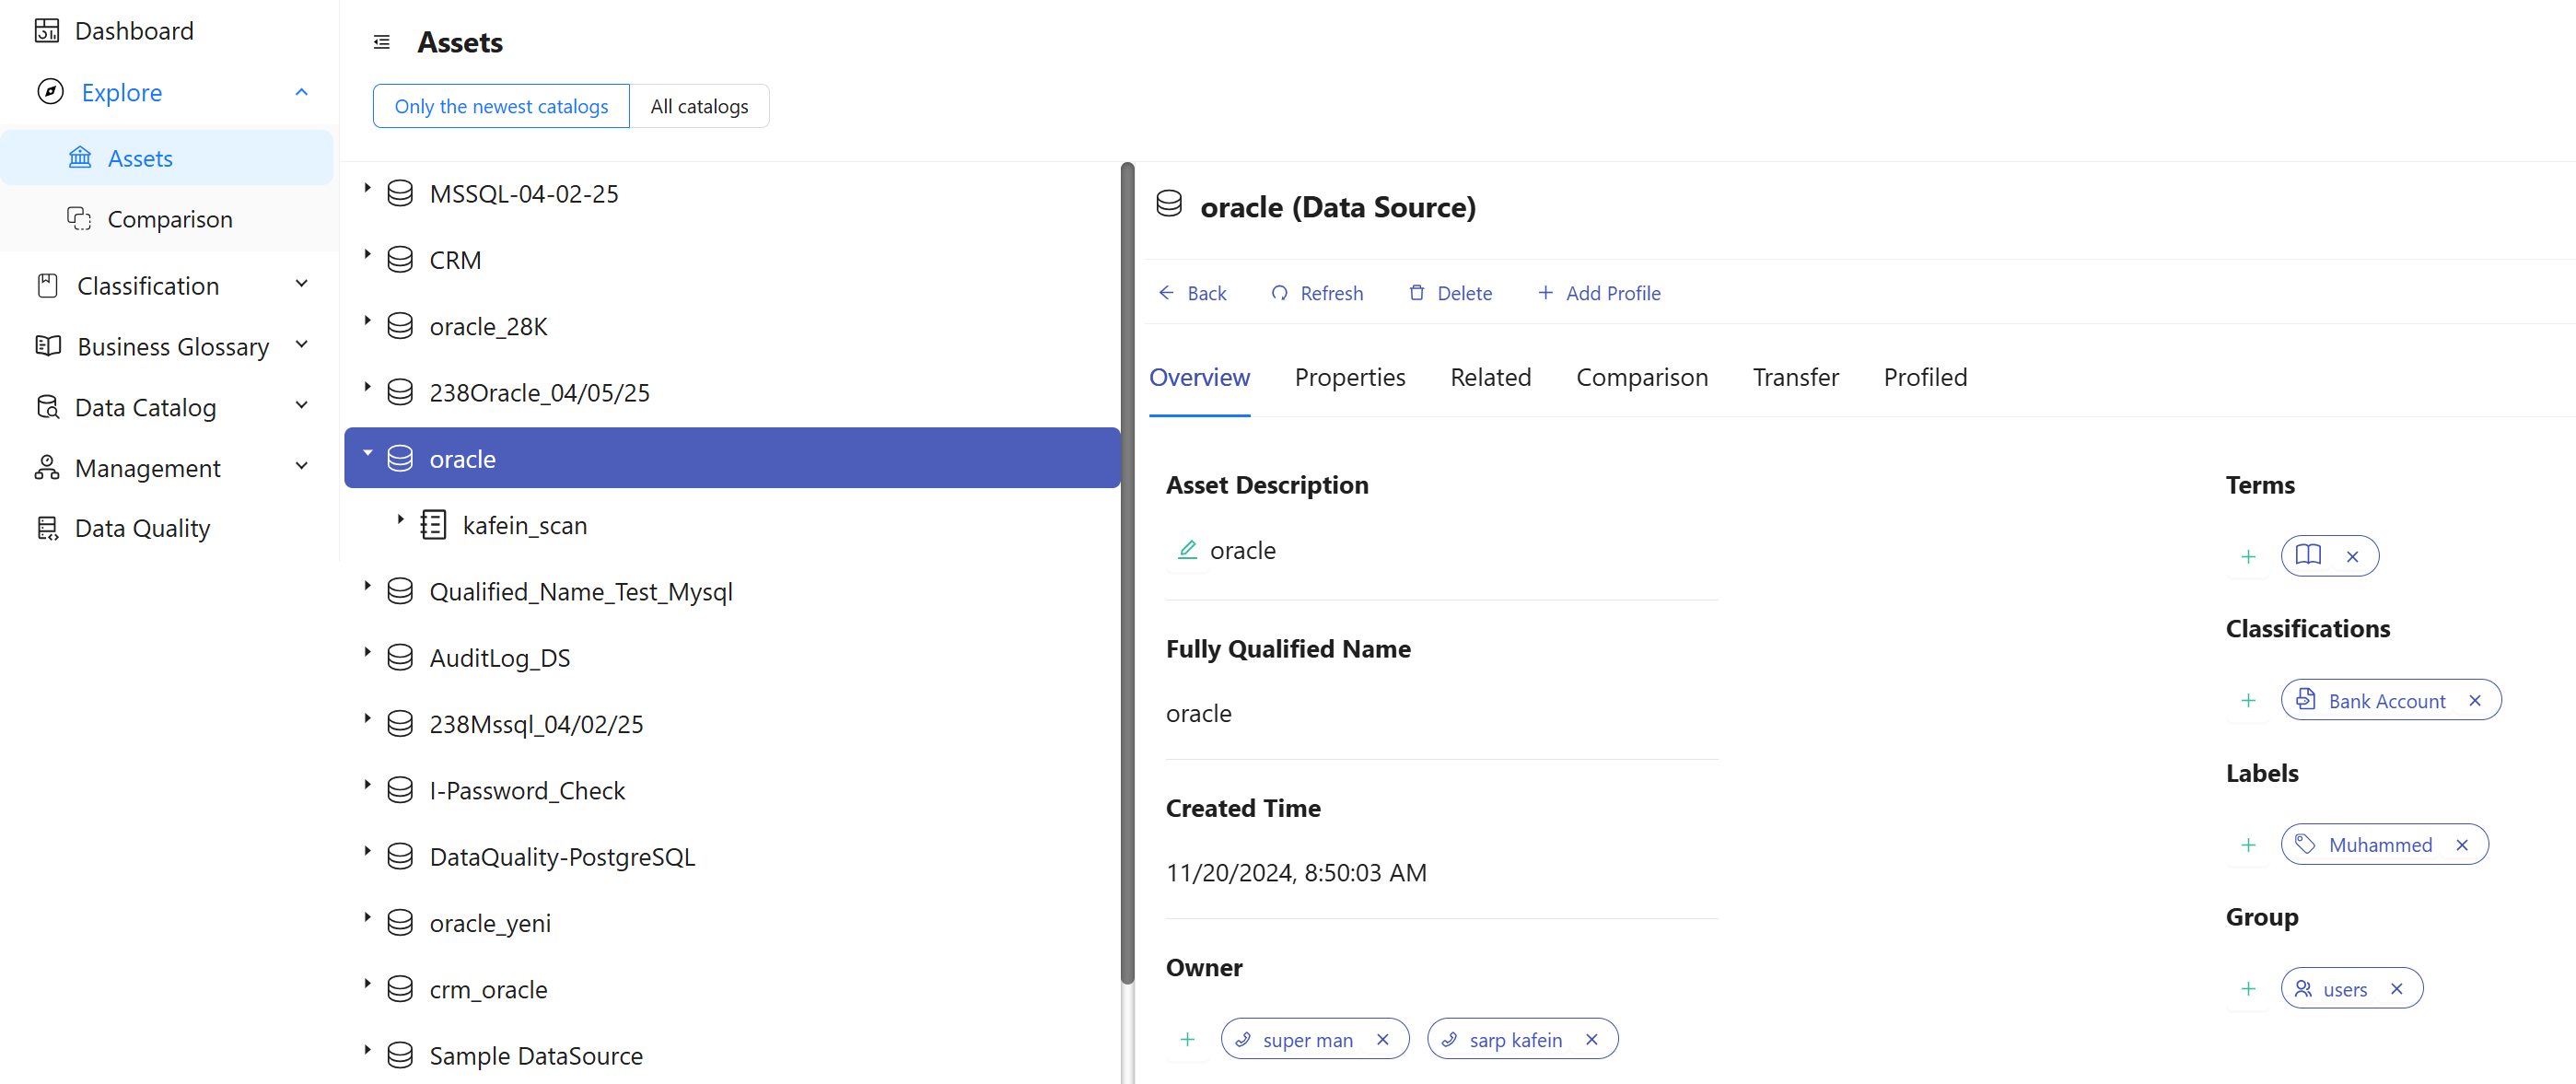 Dashboard
Explore
Assets
Comparison
Classification
Business Glossary
Data Catalog
Management
Data Quality
Assets
Only the newest catalogs
All catalogs
MSSQL-04-02-25
CRM
oracle_28K
238Oracle_04/05/25
oracle
kafein_scan
Qualified_Name_Test_Mysql
AuditLog_DS
238Mssql_04/02/25
I-Password_Check
DataQuality-PostgreSQL
oracle_yeni
crm_oracle
Sample DataSource
oracle (Data Source)
Back Refresh Delete Add Profile
Overview Properties Related Comparison Transfer Profiled
Asset Description
oracle
Fully Qualified Name
oracle
Created Time
11/20/2024, 8:50:03 AM
Owner
super man
sarp kafein
Terms
Classifications
Bank Account
Labels
Muhammed
Group
users